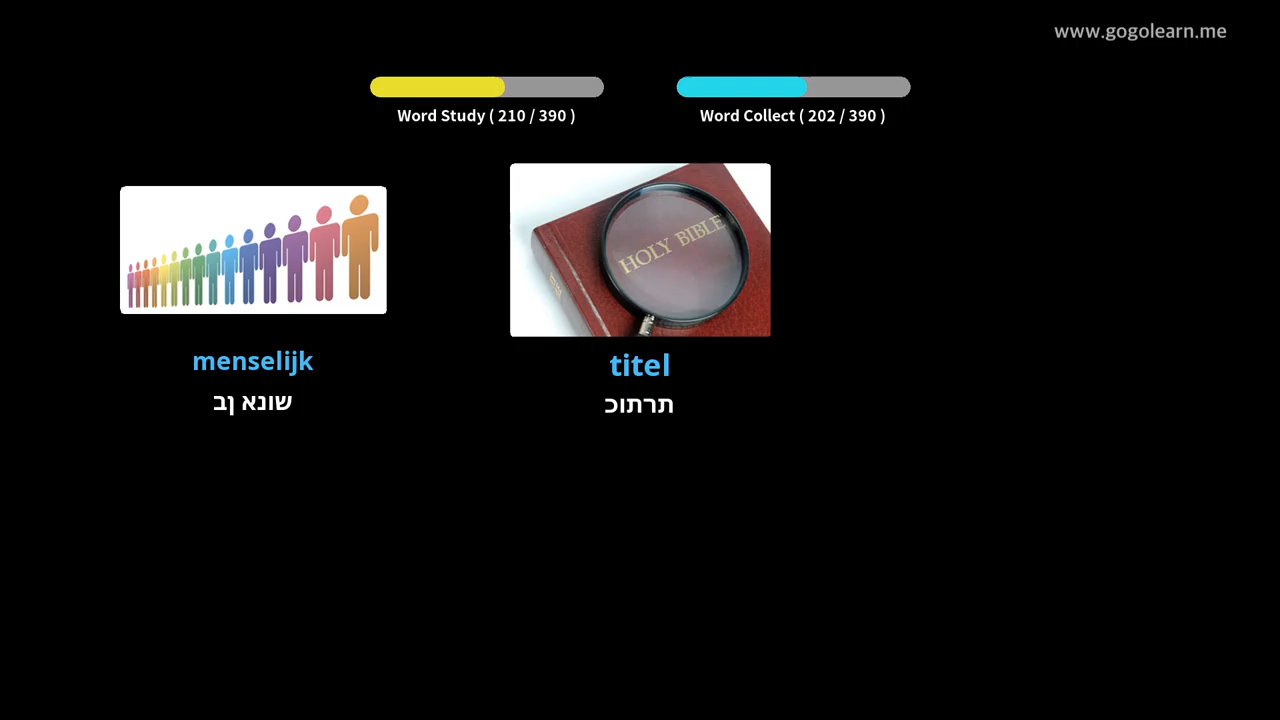 www.gogolearn.me
Word Study ( 210 / 390 )
Word Collect ( 202 / 390 )
HOLY BIBLE
menselijk
שונא ןב
titel
תרתוכ